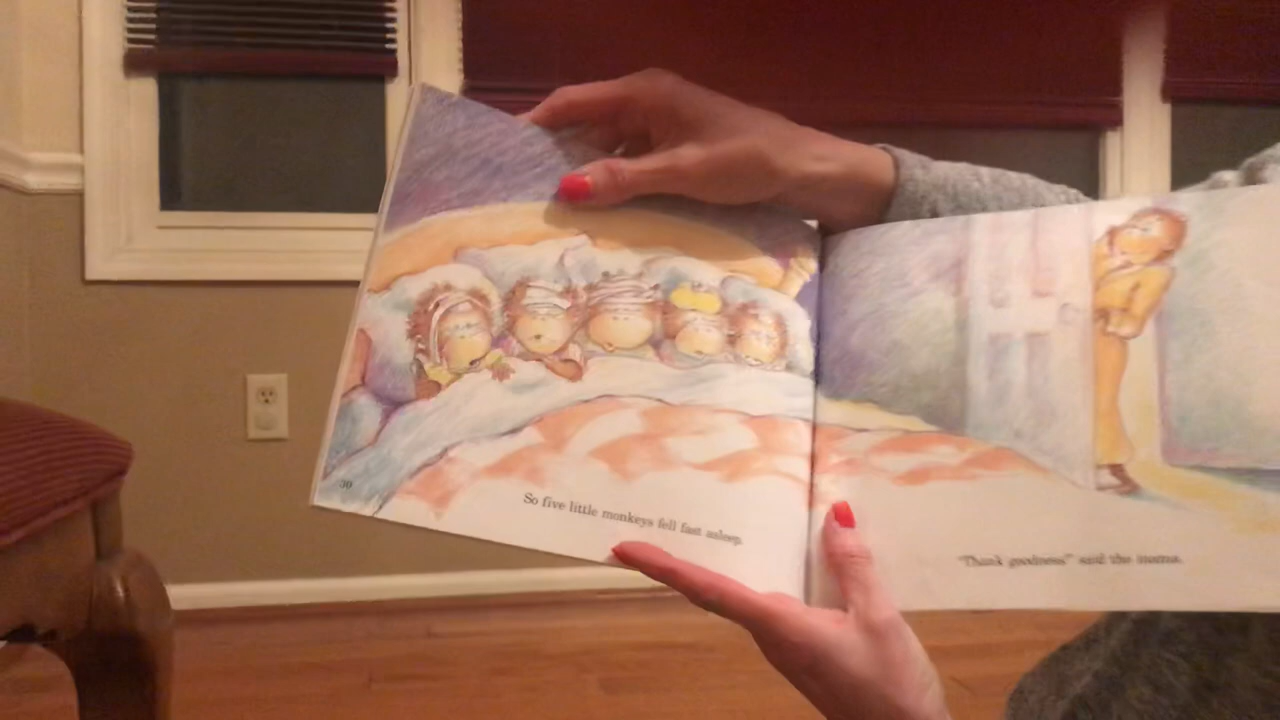 30
So five little monkeys fell fast asleep.
"Thank goodness!" said the mama.